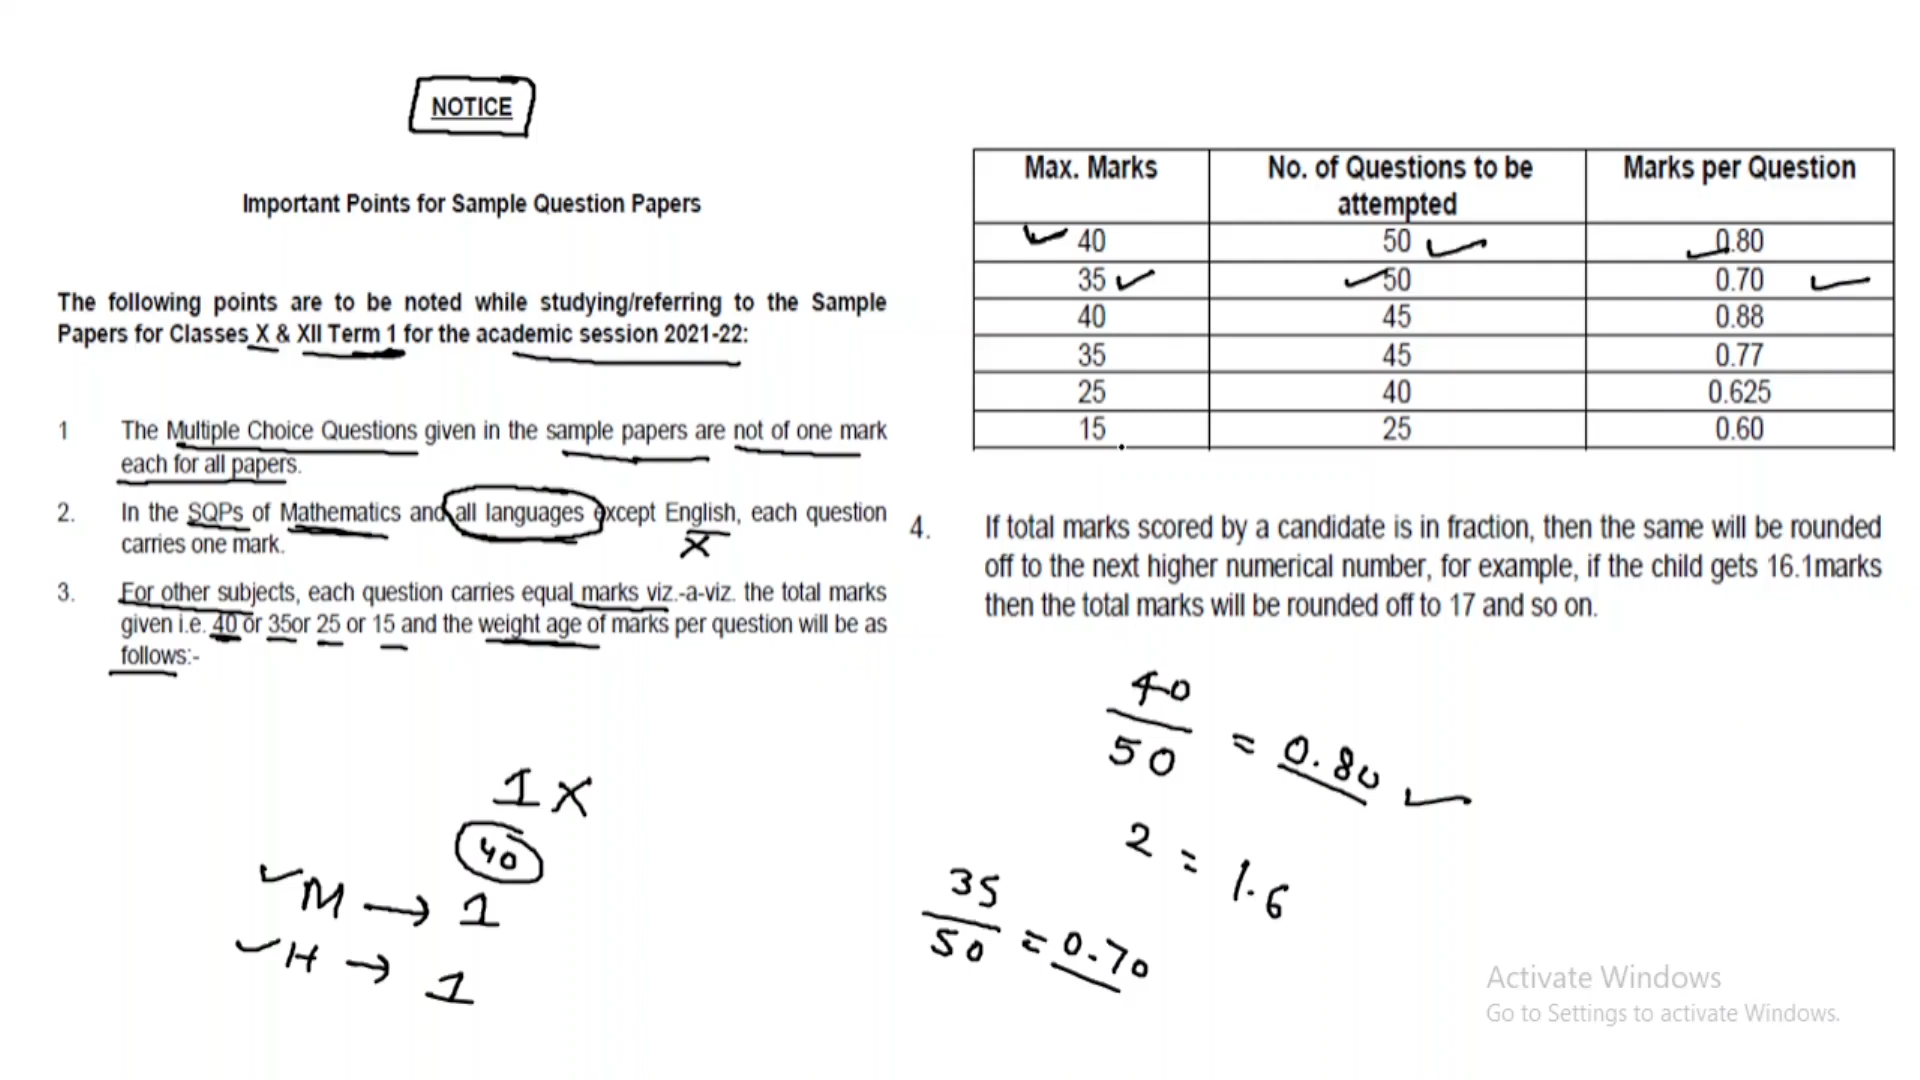 NOTICE
Important Points for Sample Question Papers
The following points are to be noted while studying/referring to the Sample
Papers for Classes X & XII Term 1 for the academic session 2021-22:
1 The Multiple Choice Questions given in the sample papers are not of one mark
each for all papers.
2. In the SQPs of Mathematics and all languages except English, each question
carries one mark.
X
3. For other subjects, each question carries equal marks viz.-a-viz. the total marks
given i.e. 40 or 35or 25 or 15 and the weight age of marks per question will be as
follows:-
1 X
40
M → 1
H → 1
Max. Marks No. of Questions to be attempted Marks per Question
40 50 0.80
35 50 0.70
40 45 0.88
35 45 0.77
25 40 0.625
15 25 0.60
4. If total marks scored by a candidate is in fraction, then the same will be rounded
off to the next higher numerical number, for example, if the child gets 16.1marks
then the total marks will be rounded off to 17 and so on.
40
50 = 0.80
2 = 1.6
35
50 = 0.70
Activate Windows
Go to Settings to activate Windows.